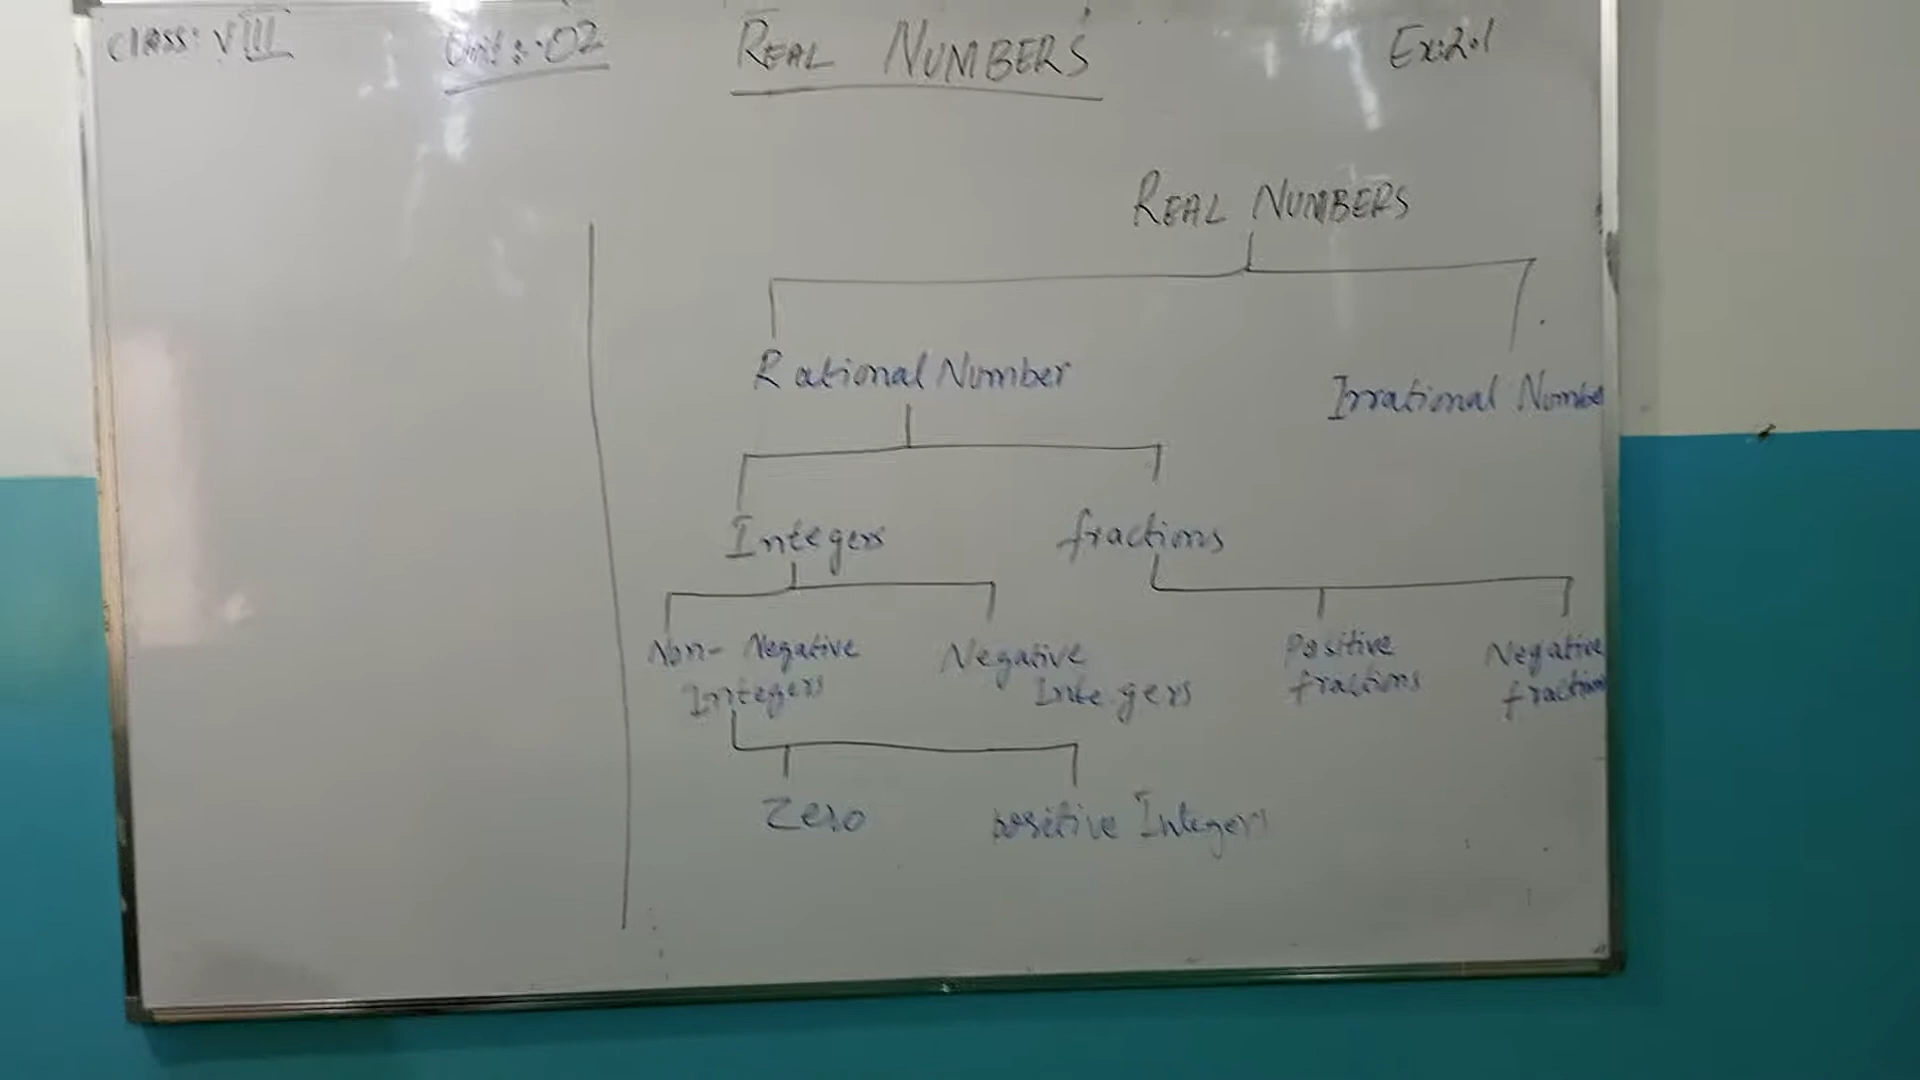 Class: VIII Unit: 02 REAL NUMBERS Ex:2.1
REAL NUMBERS
Rational Number Irrational Number
Integers fractions
Non-Negative Integers
Negative Integers
Positive fractions
Negative fractions
Zero positive Integers